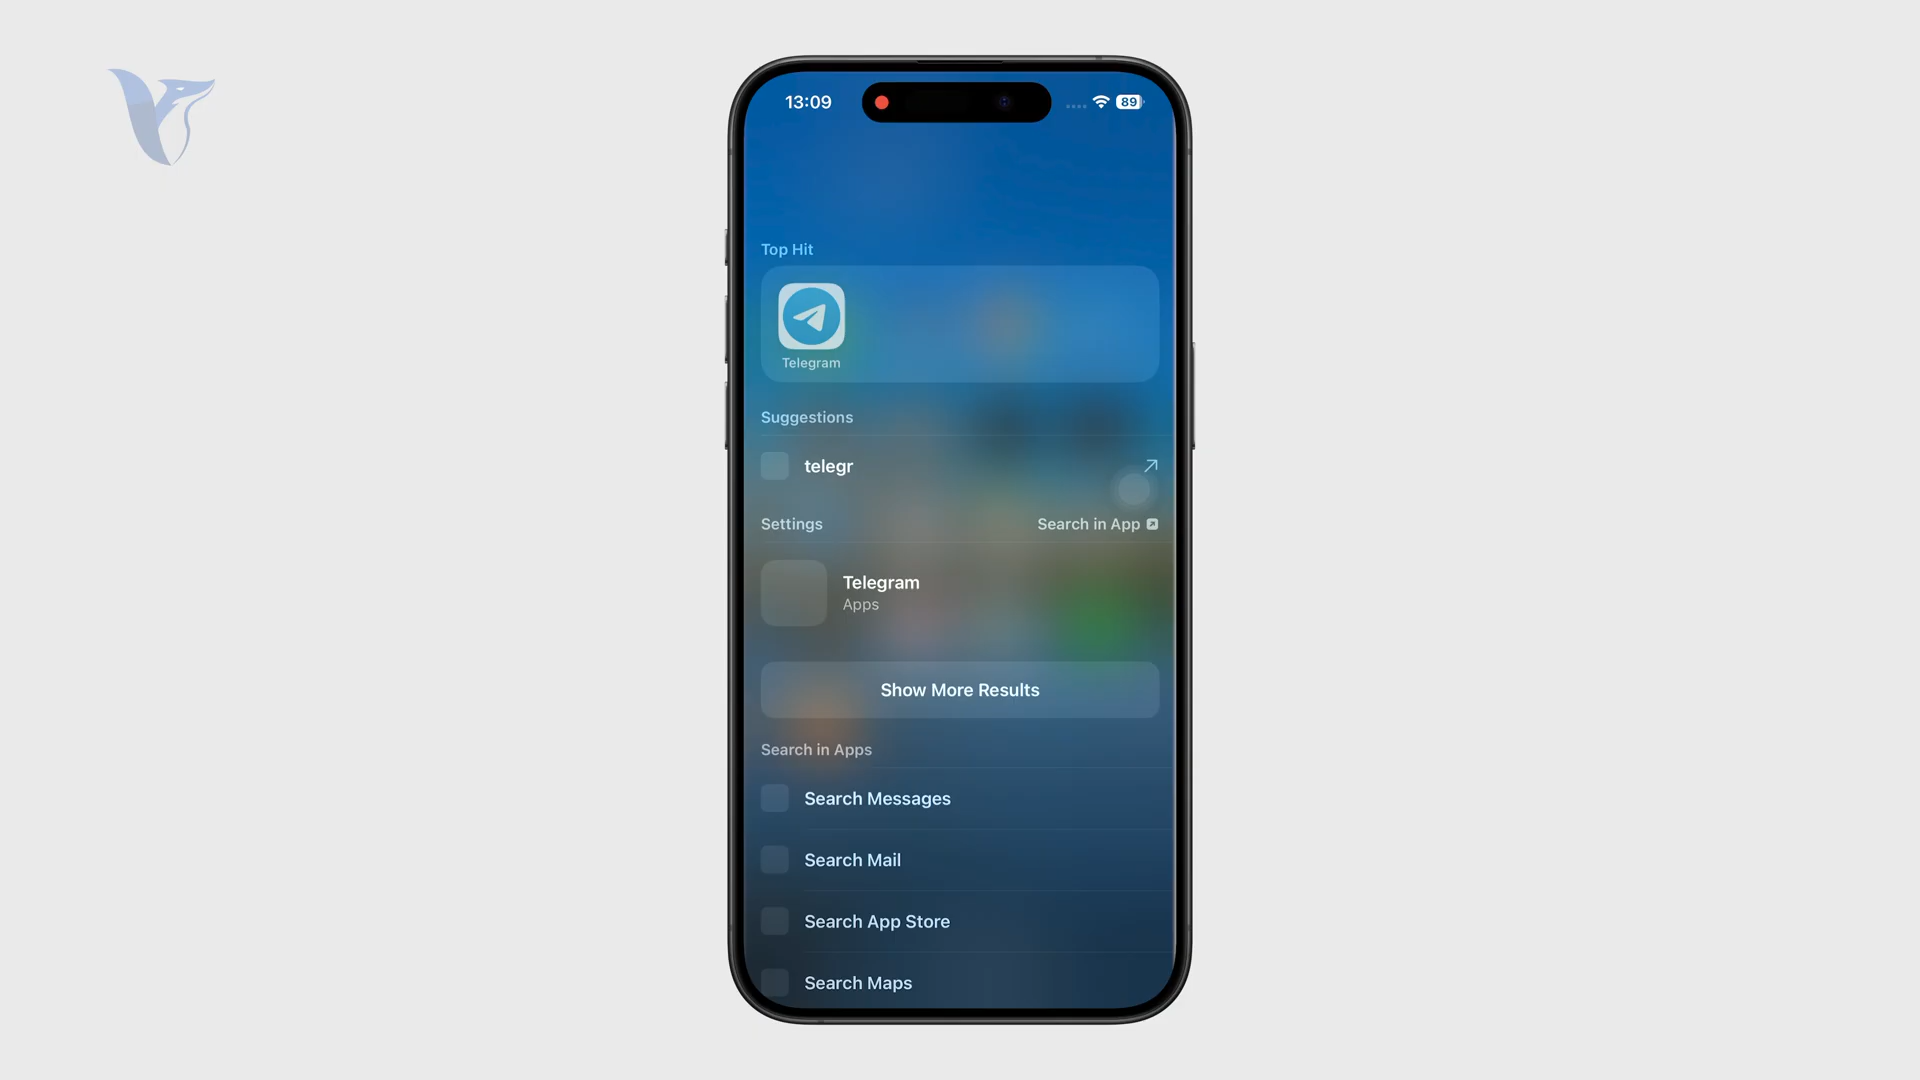 13:09
89
Top Hit
Telegram
Suggestions
telegr
Settings
Search in App
Telegram
Apps
Show More Results
Search in Apps
Search Messages
Search Mail
Search App Store
Search Maps